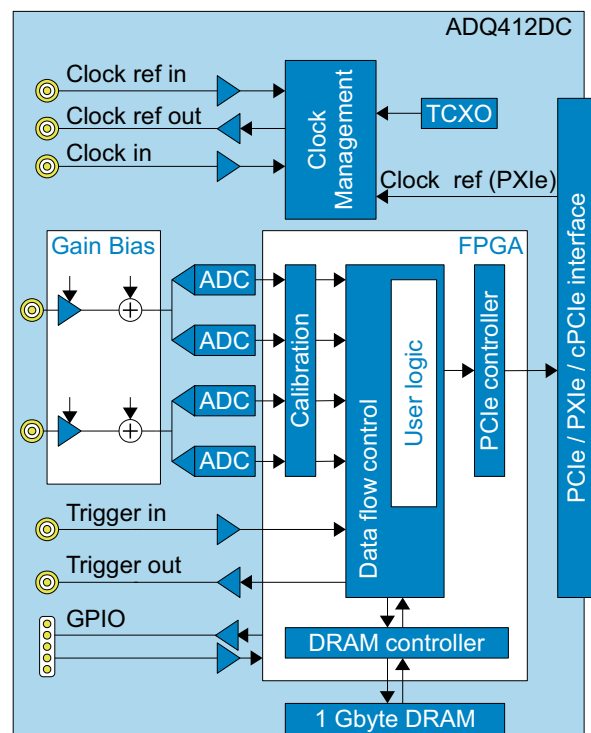 ADQ412DC
Clock ref in
Clock ref out
Clock in
Clock
Management
TCXO
Clock ref (PXIe)
PCIe / PXIe / cPCIe interface
Gain Bias
FPGA
ADC
ADC
ADC
ADC
Calibration
Data flow control
User logic
PCIe controller
Trigger in
Trigger out
GPIO
DRAM controller
1 Gbyte DRAM